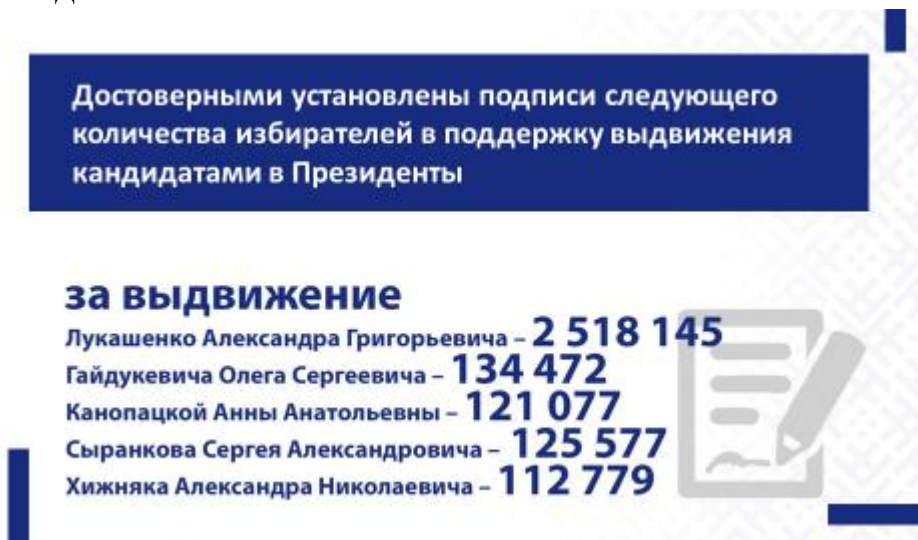 Достоверными установлены подписи следующего
количества избирателей в поддержку выдвижения
кандидатами в Президенты
за выдвижение
Лукашенко Александра Григорьевича – 2 518 145
Гайдукевича Олега Сергеевича – 134 472
Канопацкой Анны Анатольевны – 121 077
Сыранкова Сергея Александровича – 125 577
Хижняка Александра Николаевича – 112 779